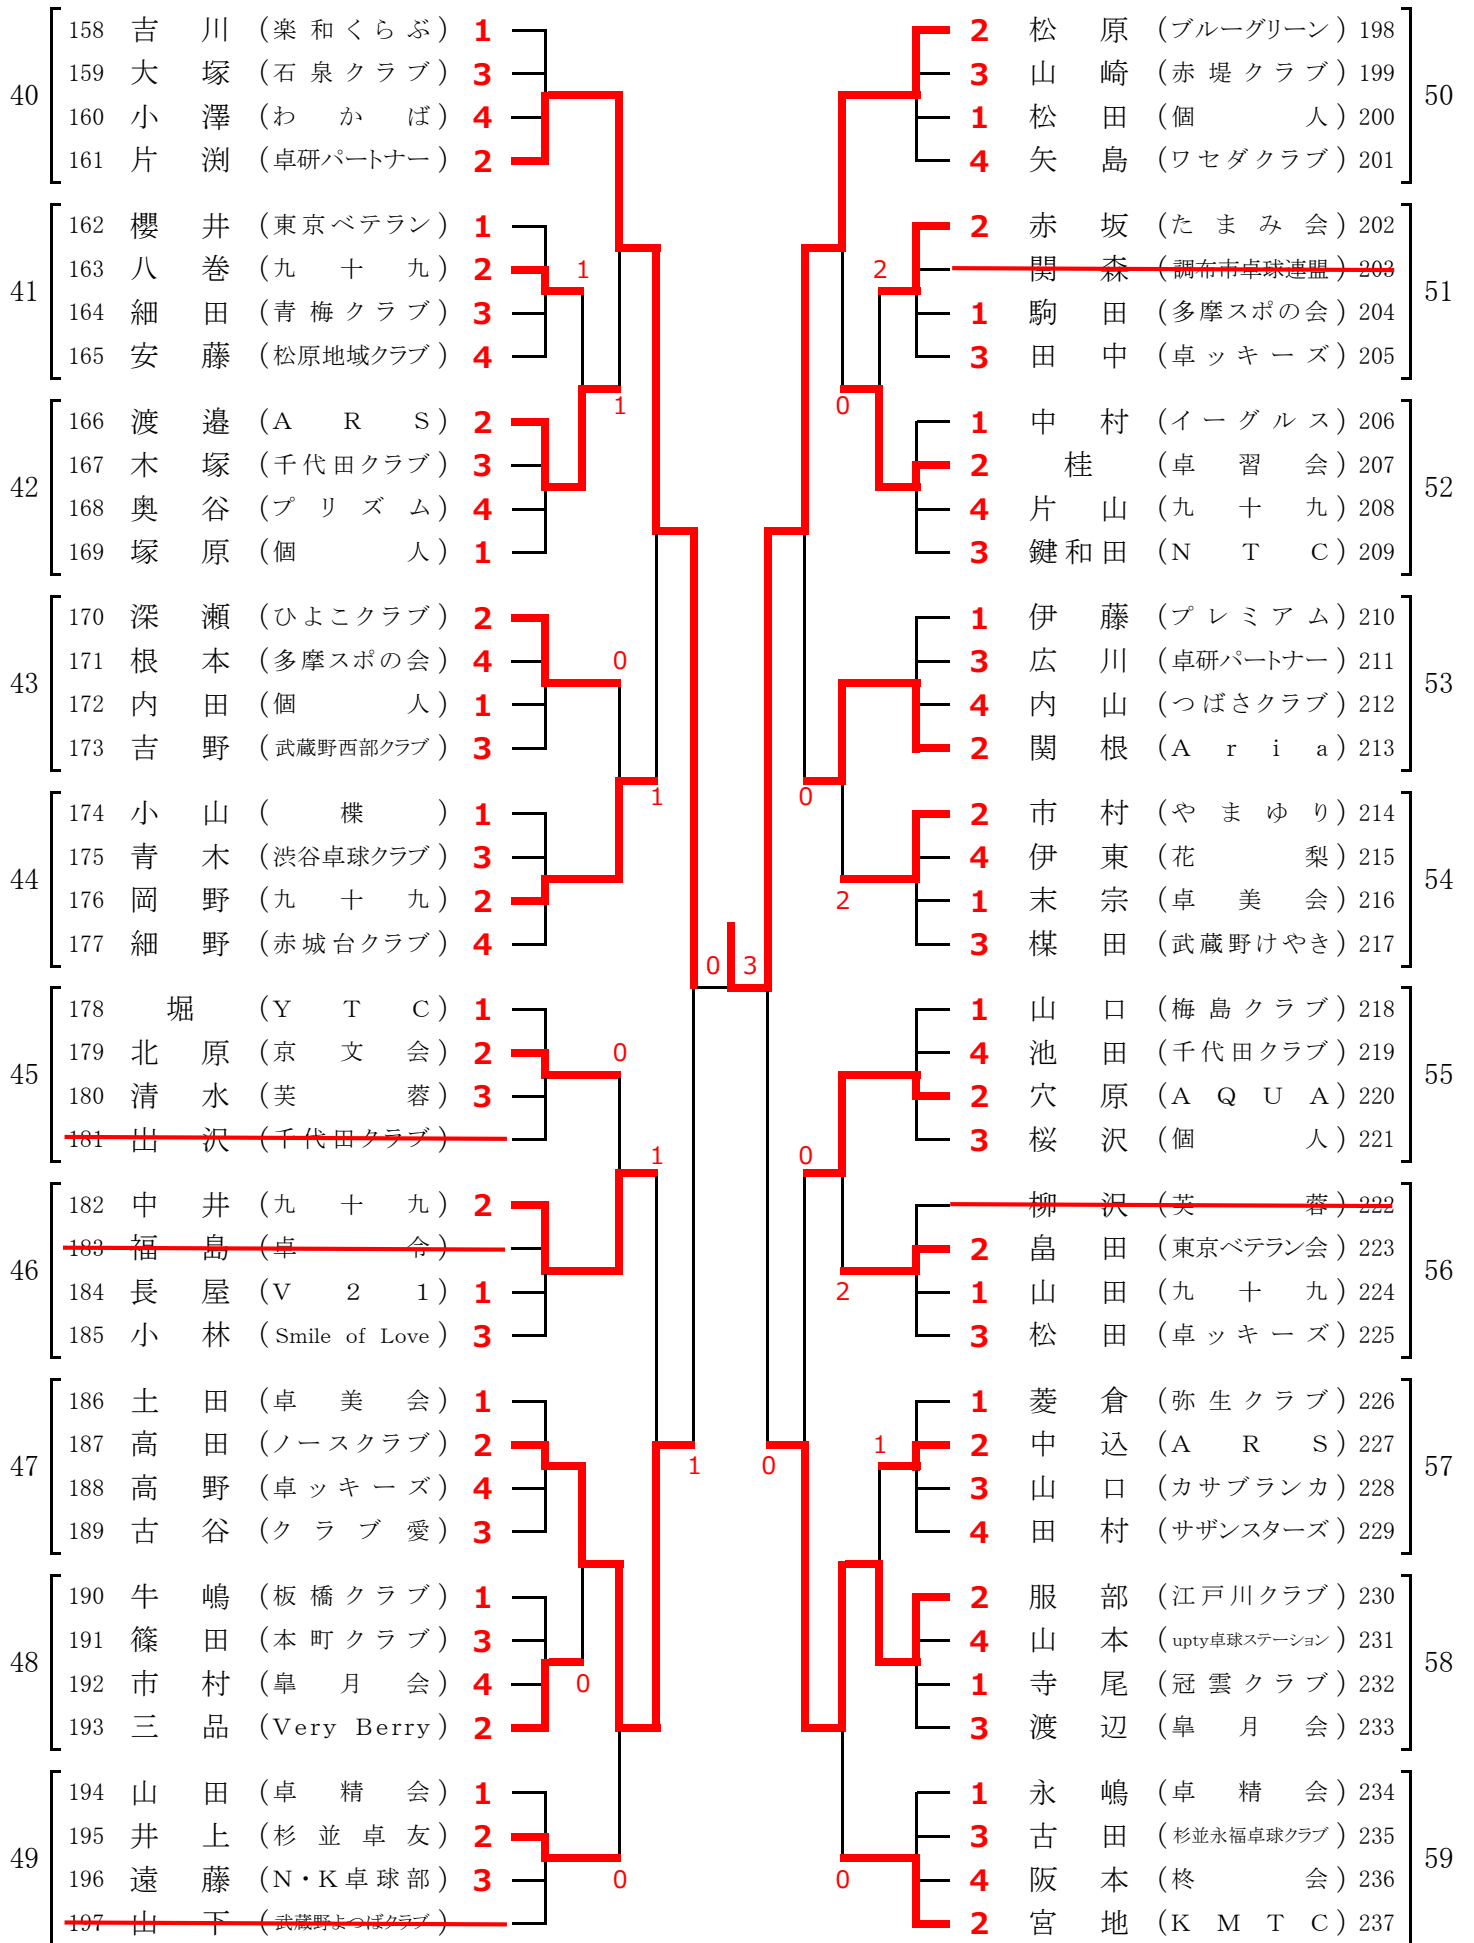 40
158 吉川 (楽和くらぶ) 1
159 大塚 (石泉クラブ) 3
160 小澤 (わかば) 4
161 片渕 (卓研パートナー) 2
41
162 櫻井 (東京ベテラン) 1
163 八巻 (九十九) 2
164 細田 (青梅クラブ) 3
165 安藤 (松原地域クラブ) 4
1
42
166 渡邉 (ARS) 2
167 木塚 (千代田クラブ) 3
168 奥谷 (プリズム) 4
169 塚原 (個人) 1
1
43
170 深瀬 (ひよこクラブ) 2
171 根本 (多摩スポの会) 4
172 内田 (個人) 1
173 吉野 (武蔵野西部クラブ) 3
0
44
174 小山 (楪) 1
175 青木 (渋谷卓球クラブ) 3
176 岡野 (九十九) 2
177 細野 (赤城台クラブ) 4
1
0 3
45
178 堀 (YTC) 1
179 北原 (京文会) 2
180 清水 (芙蓉) 3
181 出沢 (千代田クラブ)
0
1
46
182 中井 (九十九) 2
183 福島 (卓令)
184 長屋 (V21) 1
185 小林 (Smile of Love) 3
47
186 土田 (卓美会) 1
187 高田 (ノースクラブ) 2
188 高野 (卓ッキーズ) 4
189 古谷 (クラブ愛) 3
1
48
190 牛嶋 (板橋クラブ) 1
191 篠田 (本町クラブ) 3
192 市村 (皐月会) 4
193 三品 (Very Berry) 2
0
49
194 山田 (卓精会) 1
195 井上 (杉並卓友) 2
196 遠藤 (N・K卓球部) 3
197 山下 (武蔵野よつばクラブ)
0
50
2 松原 (ブルーグリーン) 198
3 山崎 (赤堤クラブ) 199
1 松田 (個人) 200
4 矢島 (ワセダクラブ) 201
51
2 赤坂 (たまみ会) 202
関森 (調布市卓球連盟) 203
1 駒田 (多摩スポの会) 204
3 田中 (卓ッキーズ) 205
2
0
52
1 中村 (イーグルス) 206
2 桂 (卓習会) 207
4 片山 (九十九) 208
3 鍵和田 (NTC) 209
53
1 伊藤 (プレミアム) 210
3 広川 (卓研パートナー) 211
4 内山 (つばさクラブ) 212
2 関根 (Aria) 213
0
54
2 市村 (やまゆり) 214
4 伊東 (花梨) 215
1 末宗 (卓美会) 216
3 楳田 (武蔵野けやき) 217
2
55
1 山口 (梅島クラブ) 218
4 池田 (千代田クラブ) 219
2 穴原 (AQUA) 220
3 桜沢 (個人) 221
0
56
柳沢 (芙蓉) 222
2 畠田 (東京ベテラン会) 223
1 山田 (九十九) 224
3 松田 (卓ッキーズ) 225
2
57
1 菱倉 (弥生クラブ) 226
2 中込 (ARS) 227
3 山口 (カサブランカ) 228
4 田村 (サザンスターズ) 229
1
0
58
2 服部 (江戸川クラブ) 230
4 山本 (upty卓球ステーション) 231
1 寺尾 (冠雲クラブ) 232
3 渡辺 (皐月会) 233
59
1 永嶋 (卓精会) 234
3 古田 (杉並永福卓球クラブ) 235
4 阪本 (柊会) 236
2 宮地 (KMTC) 237
0